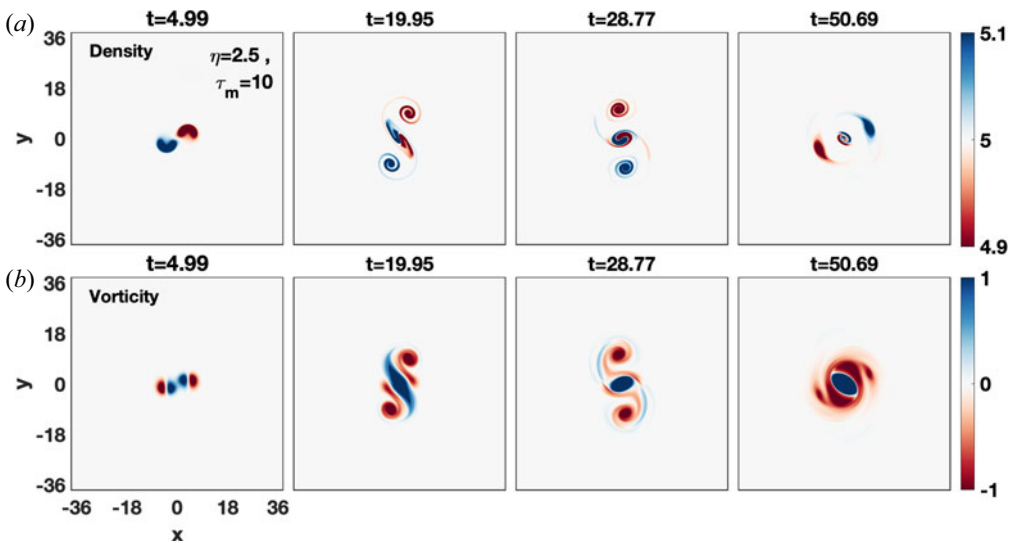 (a)
t=4.99 t=19.95 t=28.77 t=50.69
Density
η=2.5 ,
τm=10
36
18
0
-18
-36
y
5.1
5
4.9
(b)
t=4.99 t=19.95 t=28.77 t=50.69
Vorticity
36
18
0
-18
-36
y
1
0
-1
-36 -18 0 18 36
x